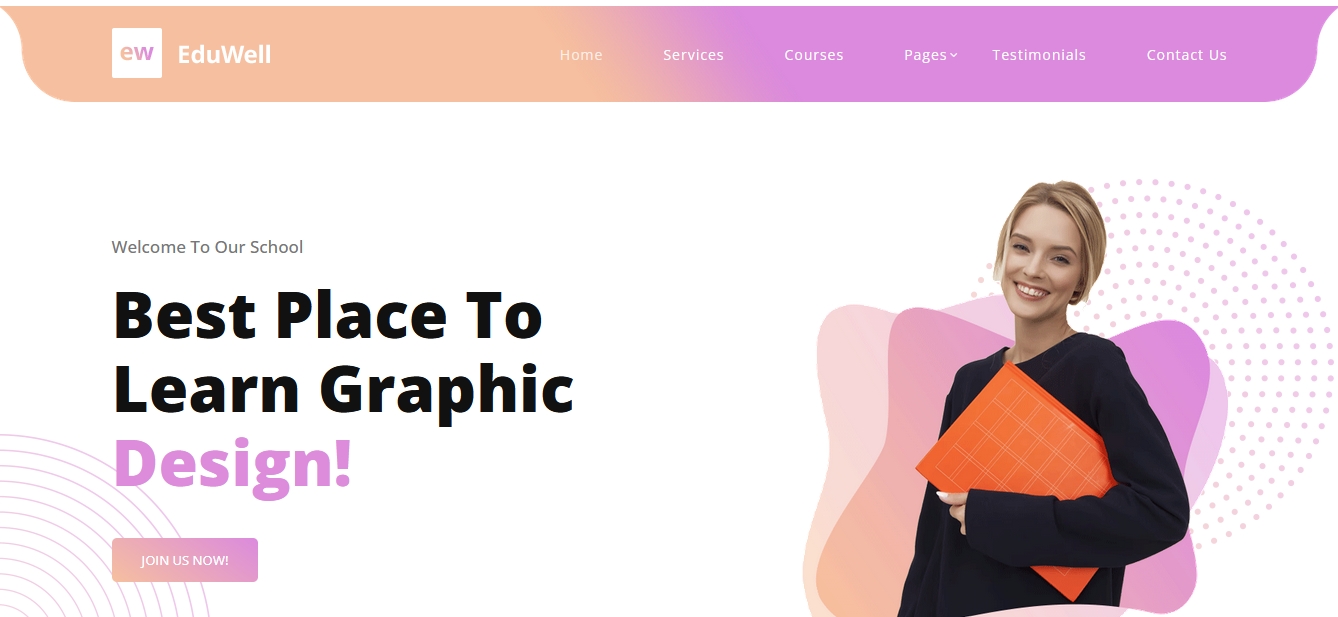 ew EduWell Home Services Courses Pages Testimonials Contact Us
Welcome To Our School
Best Place To
Learn Graphic
Design!
JOIN US NOW!